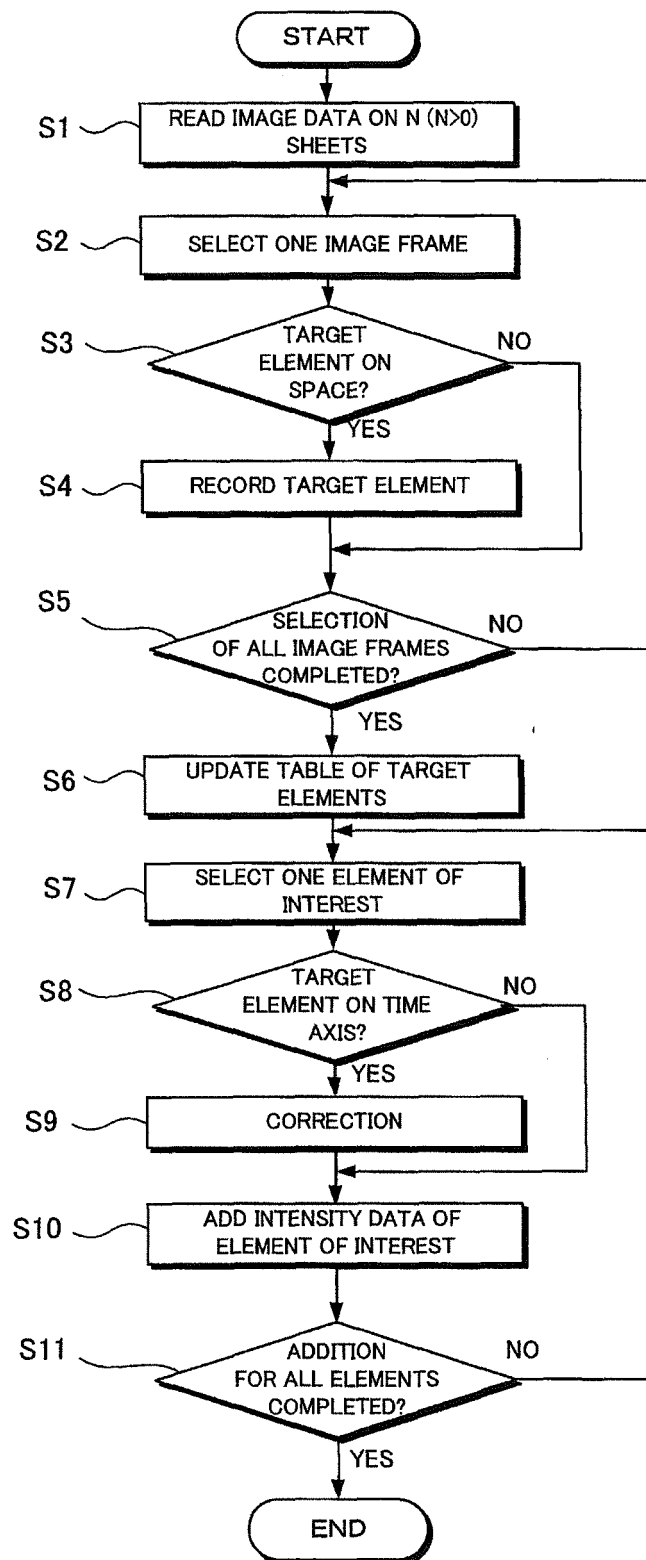 START
S1
READ IMAGE DATA ON N (N>0)
SHEETS
S2
SELECT ONE IMAGE FRAME
S3
TARGET
ELEMENT ON
SPACE?
NO
YES
S4
RECORD TARGET ELEMENT
S5
SELECTION
OF ALL IMAGE FRAMES
COMPLETED?
NO
YES
S6
UPDATE TABLE OF TARGET
ELEMENTS
S7
SELECT ONE ELEMENT OF
INTEREST
S8
TARGET
ELEMENT ON TIME
AXIS?
NO
YES
S9
CORRECTION
S10
ADD INTENSITY DATA OF
ELEMENT OF INTEREST
S11
ADDITION
FOR ALL ELEMENTS
COMPLETED?
NO
YES
END